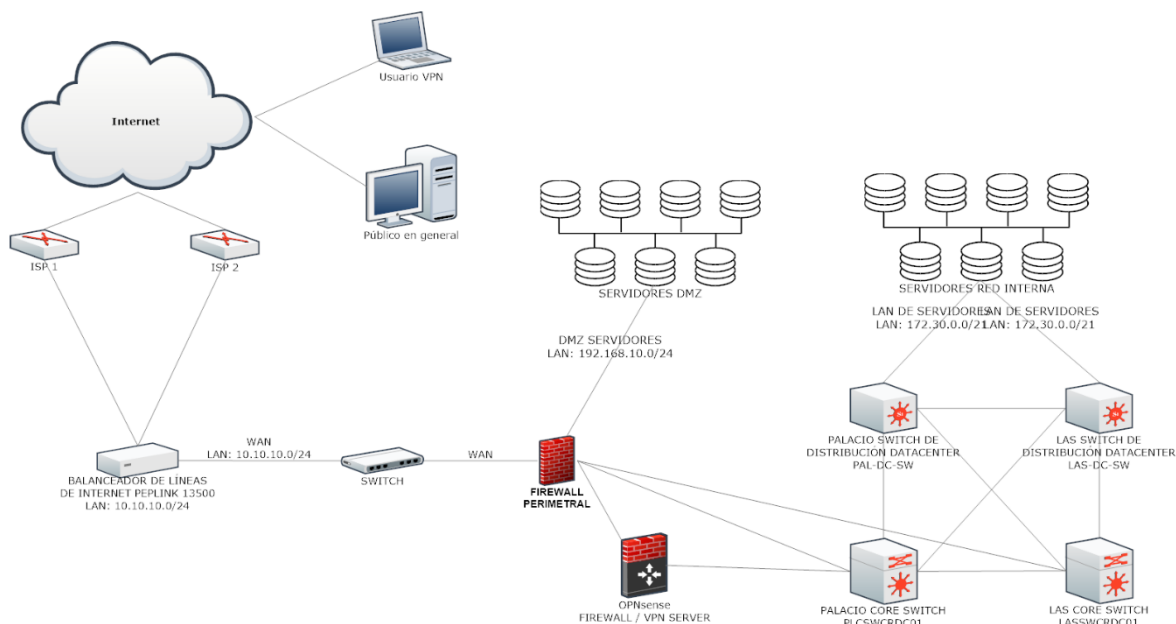 Internet
Usuario VPN
Público en general
ISP 1
ISP 2
SERVIDORES DMZ
DMZ SERVIDORES
LAN: 192.168.10.0/24
SERVIDORES RED INTERNA
LAN DE SERVIDORES
LAN: 172.30.0.0/21
LAN DE SERVIDORES
LAN: 172.30.0.0/21
BALANCEADOR DE LÍNEAS
DE INTERNET PEPLINK 13500
LAN: 10.10.10.0/24
WAN
LAN: 10.10.10.0/24
SWITCH
WAN
FIREWALL
PERIMETRAL
PALACIO SWITCH DE
DISTRIBUCIÓN DATACENTER
PAL-DC-SW
LAS SWITCH DE
DISTRIBUCIÓN DATACENTER
LAS-DC-SW
OPNsense
FIREWALL / VPN SERVER
PALACIO CORE SWITCH
PLCSWCRDC01
LAS CORE SWITCH
LASSWCRDC01